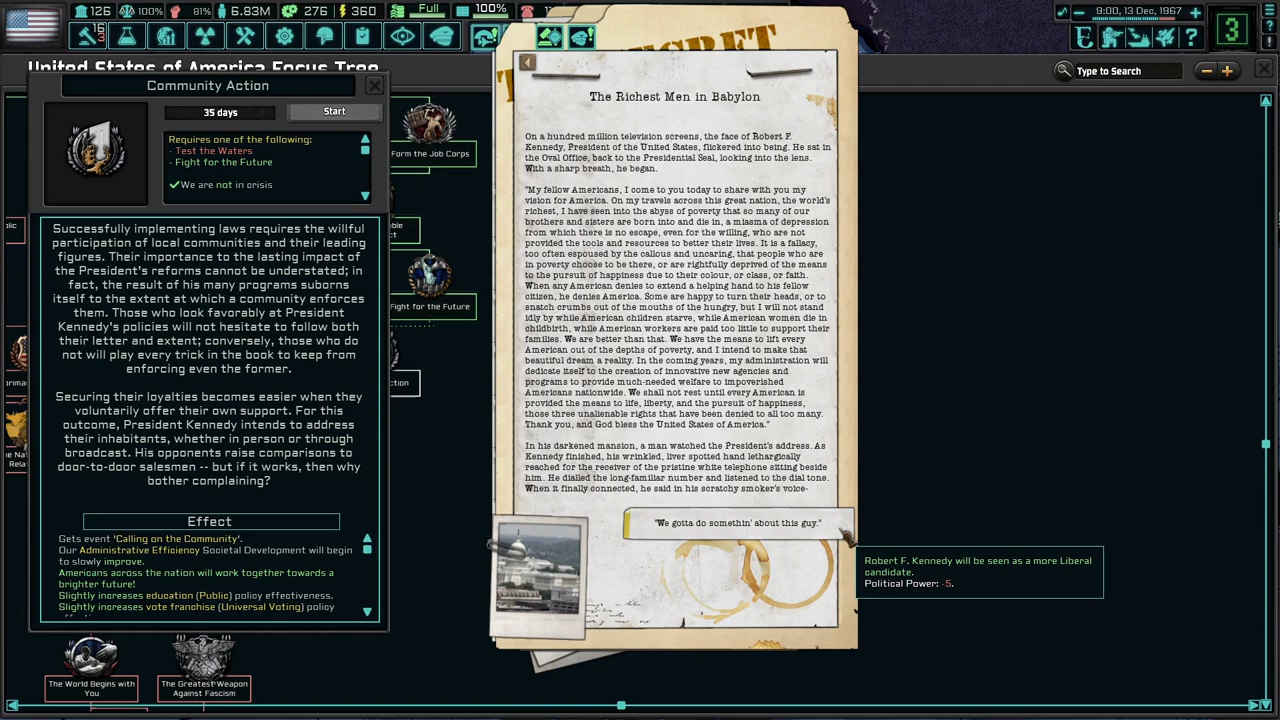 126
100%
81%
6.83M
276
360
Full
100%
9:00, 13 Dec, 1967
3
United States of America Focus Tree
Type to Search
Community Action
35 days
Start
Requires one of the following:
- Test the Waters
- Fight for the Future
We are not in crisis
Successfully implementing laws requires the willful
participation of local communities and their leading
figures. Their importance to the lasting impact of
the President's reforms cannot be understated; in
fact, the result of his many programs suborns
itself to the extent at which a community enforces
them. Those who look favorably at President
Kennedy's policies will not hesitate to follow both
their letter and extent; conversely, those who do
not will play every trick in the book to keep from
enforcing even the former.
Securing their loyalties becomes easier when they
voluntarily offer their own support. For this
outcome, President Kennedy intends to address
their inhabitants, whether in person or through
broadcast. His opponents raise comparisons to
door-to-door salesmen -- but if it works, then why
bother complaining?
Effect
Gets event 'Calling on the Community'.
Our Administrative Efficiency Societal Development will begin
to slowly improve.
Americans across the nation will work together towards a
brighter future!
Slightly increases education (Public) policy effectiveness.
Slightly increases vote franchise (Universal Voting) policy
Form the Job Corps
Fight for the Future
The World Begins with
You
The Greatest Weapon
Against Fascism
The Richest Men in Babylon
On a hundred million television screens, the face of Robert F.
Kennedy, President of the United States, flickered into being. He sat in
the Oval Office, back to the Presidential Seal, looking into the lens.
With a sharp breath, he began.
"My fellow Americans, I come to you today to share with you my
vision for America. On my travels across this great nation, the world's
richest, I have seen into the abyss of poverty that so many of our
brothers and sisters are born into and die in, a miasma of depression
from which there is no escape, even for the willing, who are not
provided the tools and resources to better their lives. It is a fallacy,
too often espoused by the callous and uncaring, that people who are
in poverty choose to be there, or are rightfully deprived of the means
to the pursuit of happiness due to their colour, or class, or faith.
When any American denies to extend a helping hand to his fellow
citizen, he denies America. Some are happy to turn their heads, or to
snatch crumbs out of the mouths of the hungry, but I will not stand
idly by while American children starve, while American women die in
childbirth, while American workers are paid too little to support their
families. We are better than that. We have the means to lift every
American out of the depths of poverty, and I intend to make that
beautiful dream a reality. In the coming years, my administration will
dedicate itself to the creation of innovative new agencies and
programs to provide much-needed welfare to impoverished
Americans nationwide. We shall not rest until every American is
provided the means to life, liberty, and the pursuit of happiness,
those three unalienable rights that have been denied to all too many.
Thank you, and God bless the United States of America."
In his darkened mansion, a man watched the President's address. As
Kennedy finished, his wrinkled, liver spotted hand lethargically
reached for the receiver of the pristine white telephone sitting beside
him. He dialled the long-familiar number and listened to the dial tone.
When it finally connected, he said in his scratchy smoker's voice-
"We gotta do somethin' about this guy."
Robert F. Kennedy will be seen as a more Liberal
candidate.
Political Power: -5.